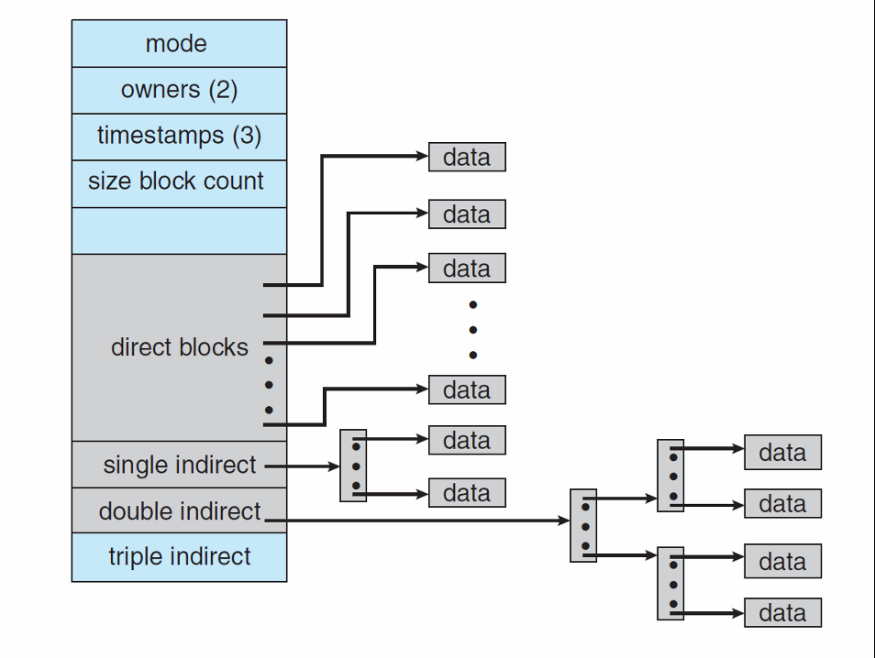 mode
owners (2)
timestamps (3)
size block count
direct blocks
single indirect
double indirect
triple indirect
data
data
data
data
data
data
data
data
data
data